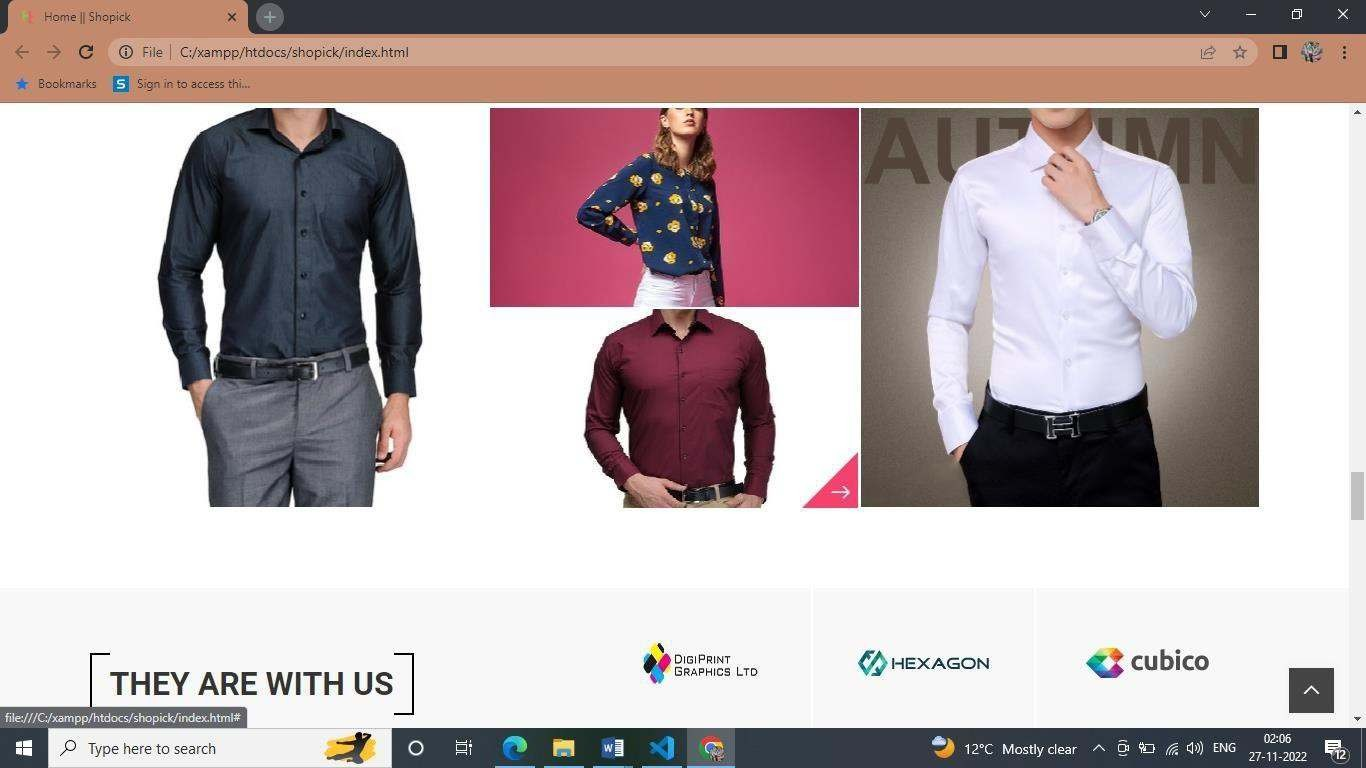 Home || Shopick
File
C:/xampp/htdocs/shopick/index.html
Bookmarks
S
Sign in to access thi...
AUTUMN
H
THEY ARE WITH US
DIGIPRINT
GRAPHICS LTD
HEXAGON
cubico
file:///C:/xampp/htdocs/shopick/index.html#
Type here to search
12°C Mostly clear
ENG
02:06
27-11-2022
12